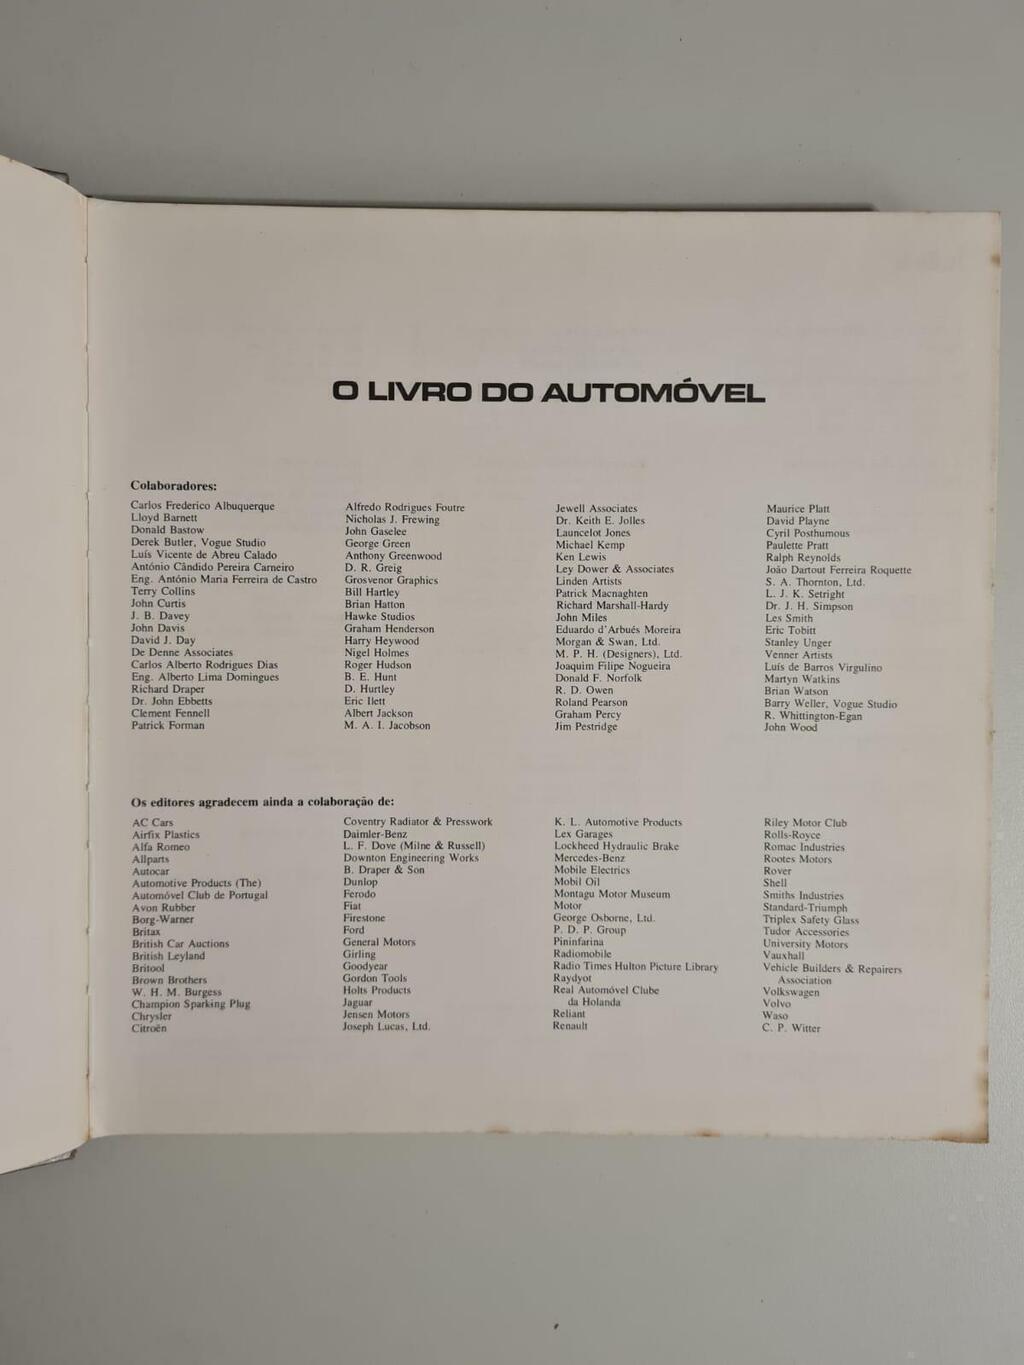 O LIVRO DO AUTOMÓVEL
Colaboradores:
Carlos Frederico Albuquerque
Lloyd Barnett
Donald Bastow
Derek Butler, Vogue Studio
Luís Vicente de Abreu Calado
António Cândido Pereira Carneiro
Eng. António Maria Ferreira de Castro
Terry Collins
John Curtis
J. B. Davey
John Davis
David J. Day
De Denne Associates
Carlos Alberto Rodrigues Dias
Eng. Alberto Lima Domingues
Richard Draper
Dr. John Ebbetts
Clement Fennell
Patrick Forman
Alfredo Rodrigues Foutre
Nicholas J. Frewing
John Gaselee
George Green
Anthony Greenwood
D. R. Greig
Grosvenor Graphics
Bill Hartley
Brian Hatton
Hawke Studios
Graham Henderson
Harry Heywood
Nigel Holmes
Roger Hudson
B. E. Hunt
D. Hurtley
Eric Ilett
Albert Jackson
M. A. I. Jacobson
Jewell Associates
Dr. Keith E. Jolles
Launcelot Jones
Michael Kemp
Ken Lewis
Ley Dower & Associates
Linden Artists
Patrick Macnaghten
Richard Marshall-Hardy
John Miles
Eduardo d'Arbués Moreira
Morgan & Swan, Ltd.
M. P. H. (Designers), Ltd.
Joaquim Filipe Nogueira
Donald F. Norfolk
R. D. Owen
Roland Pearson
Graham Percy
Jim Pestridge
Maurice Platt
David Playne
Cyril Posthumous
Paulette Pratt
Ralph Reynolds
João Dartout Ferreira Roquette
S. A. Thornton, Ltd.
L. J. K. Setright
Dr. J. H. Simpson
Les Smith
Eric Tobitt
Stanley Unger
Venner Artists
Luís de Barros Virgulino
Martyn Watkins
Brian Watson
Barry Weller, Vogue Studio
R. Whittington-Egan
John Wood
Os editores agradecem ainda a colaboração de:
AC Cars
Airfix Plastics
Alfa Romeo
Allparts
Autocar
Automotive Products (The)
Automóvel Club de Portugal
Avon Rubber
Borg-Warner
Britax
British Car Auctions
British Leyland
Britool
Brown Brothers
W. H. M. Burgess
Champion Sparking Plug
Chrysler
Citroën
Coventry Radiator & Presswork
Daimler-Benz
L. F. Dove (Milne & Russell)
Downton Engineering Works
B. Draper & Son
Dunlop
Ferodo
Fiat
Firestone
Ford
General Motors
Girling
Goodyear
Gordon Tools
Holts Products
Jaguar
Jensen Motors
Joseph Lucas, Ltd.
K. L. Automotive Products
Lex Garages
Lockheed Hydraulic Brake
Mercedes-Benz
Mobile Electrics
Mobil Oil
Montagu Motor Museum
Motor
George Osborne, Ltd.
P. D. P. Group
Pininfarina
Radiomobile
Radio Times Hulton Picture Library
Raydyot
Real Automóvel Clube
da Holanda
Reliant
Renault
Riley Motor Club
Rolls-Royce
Romac Industries
Rootes Motors
Rover
Shell
Smiths Industries
Standard-Triumph
Triplex Safety Glass
Tudor Accessories
University Motors
Vauxhall
Vehicle Builders & Repairers
Association
Volkswagen
Volvo
Waso
C. P. Witter